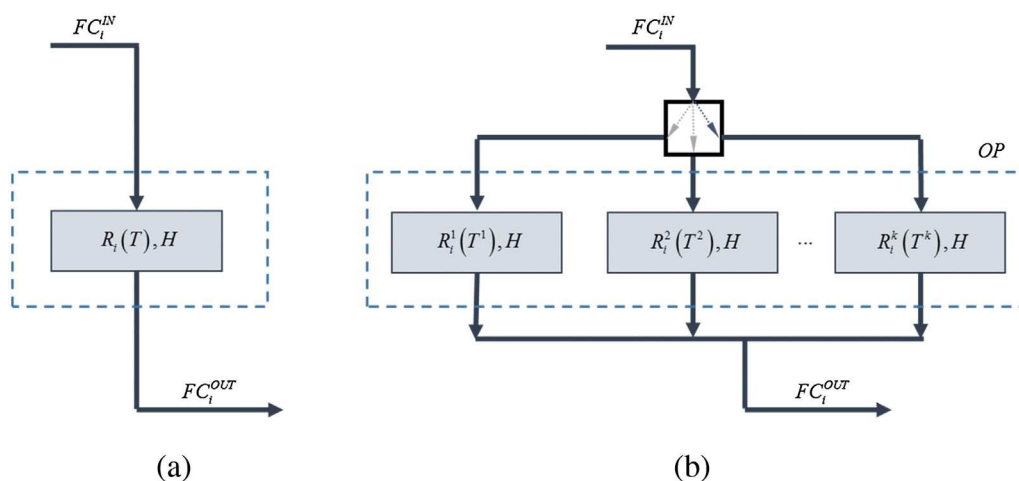 FC_i^{IN}
R_i(T), H
FC_i^{OUT}
(a)
FC_i^{IN}
OP
R_i^1(T^1), H
R_i^2(T^2), H
...
R_i^k(T^k), H
FC_i^{OUT}
(b)